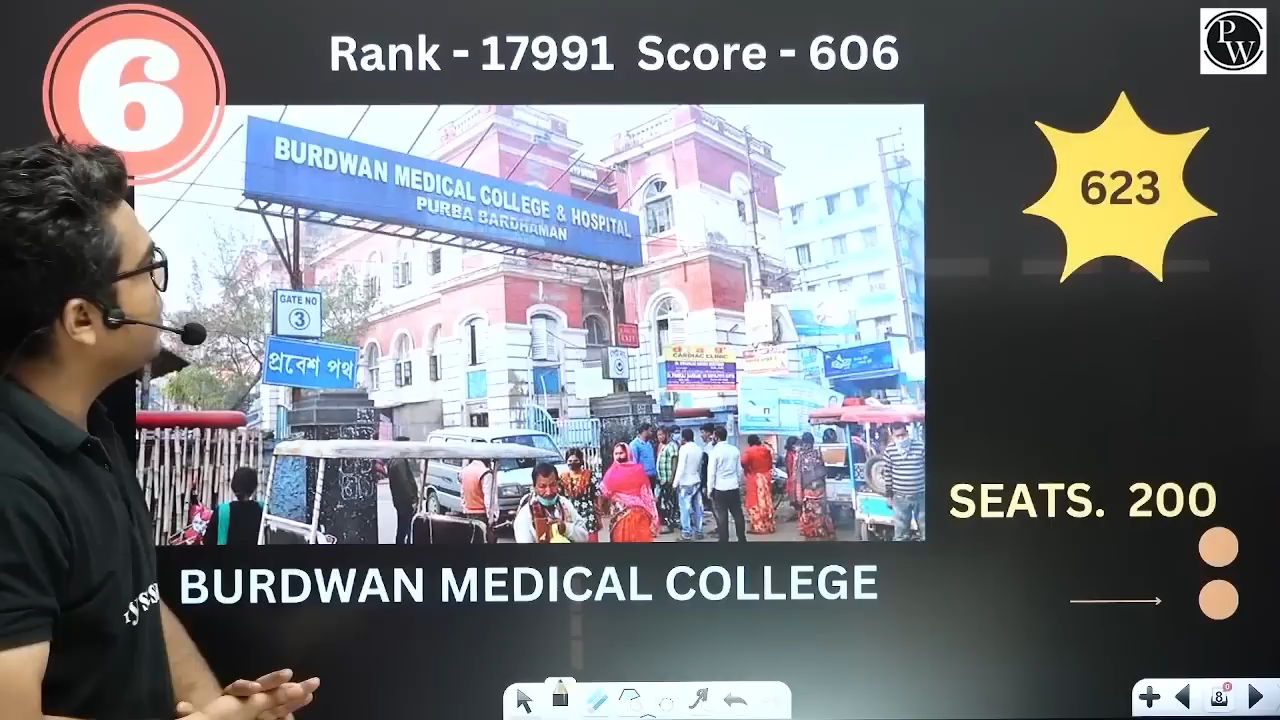 6
Rank - 17991 Score - 606
PW
623
BURDWAN MEDICAL COLLEGE & HOSPITAL
PURBA BARDHAMAN
GATE NO
3
প্রবেশ পথ
CARDIAC CLINIC
SEATS. 200
BURDWAN MEDICAL COLLEGE
8